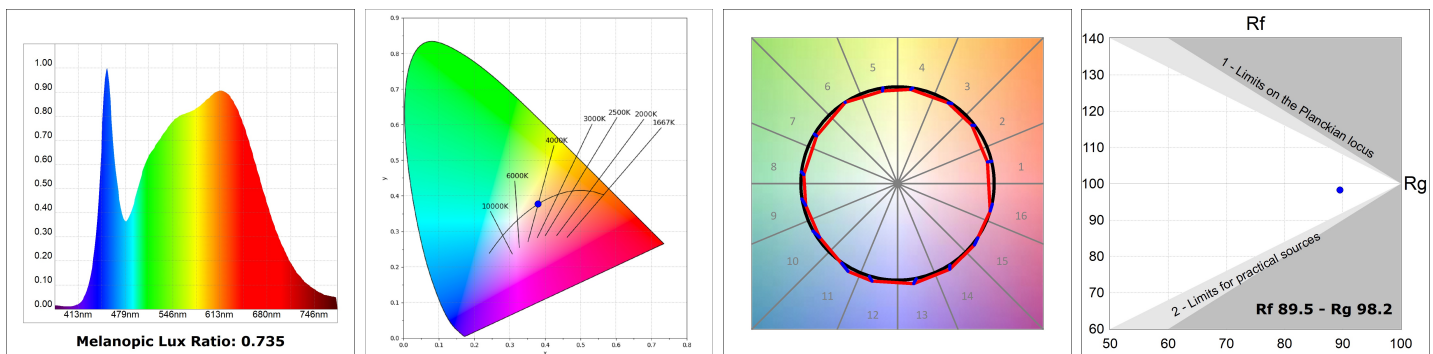 1.00
0.90
0.80
0.70
0.60
0.50
0.40
0.30
0.20
0.10
0.00
413nm 479nm 546nm 613nm 680nm 746nm
Melanopic Lux Ratio: 0.735
0.9
0.8
0.7
0.6
0.5
0.4
0.3
0.2
0.1
0.0
y
0.0 0.1 0.2 0.3 0.4 0.5 0.6 0.7 0.8
x
10000K
6000K
4000K
3000K
2500K
2000K
1667K
1
2
3
4
5
6
7
8
9
10
11
12
13
14
15
16
Rf
140
130
120
110
100
90
80
70
60
50 60 70 80 90 100
Rg
1 - Limits on the Planckian locus
2 - Limits for practical sources
Rf 89.5 - Rg 98.2